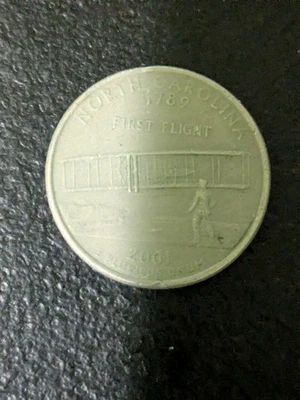 NORTH CAROLINA
1789
FIRST FLIGHT
2001